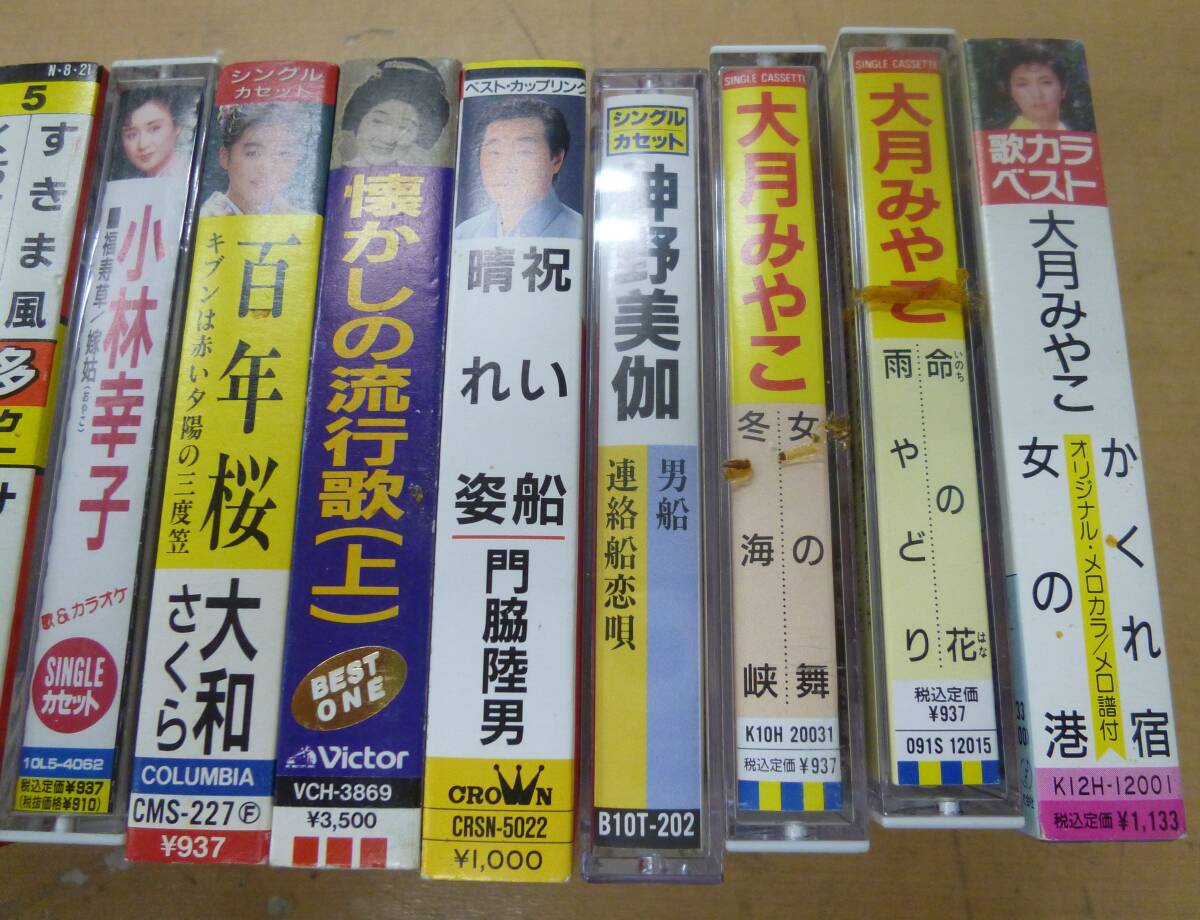 N・8・21
5
すきま風
小林幸子
■福寿草/嫁姑(おやこ)
歌&カラオケ
SINGLE
カセット
10L5-4062
税込定価¥937
(税抜価格¥910)
シングル
カセット
百年桜
キブンは赤い夕陽の三度笠
大和
さくら
COLUMBIA
CMS-227 Ⓕ
¥937
懐かしの流行歌(上)
BEST
ONE
Victor
VCH-3869
¥3,500
ベスト・カップリング
祝い船
晴れ姿
門脇陸男
CROWN
CRSN-5022
¥1,000
シングル
カセット
神野美伽
男船
連絡船恋唄
B10T-202
SINGLE CASSETTE
大月みやこ
女の舞
冬海峡
K10H 20031
税込定価¥937
SINGLE CASSETTE
大月みやこ
命の花
いのち
はな
雨やどり
税込定価
¥937
091S 12015
歌カラ
ベスト
大月みやこ
かくれ宿
女の港
オリジナル・メロカラ/メロ譜付
K12H-12001
税込定価¥1,133